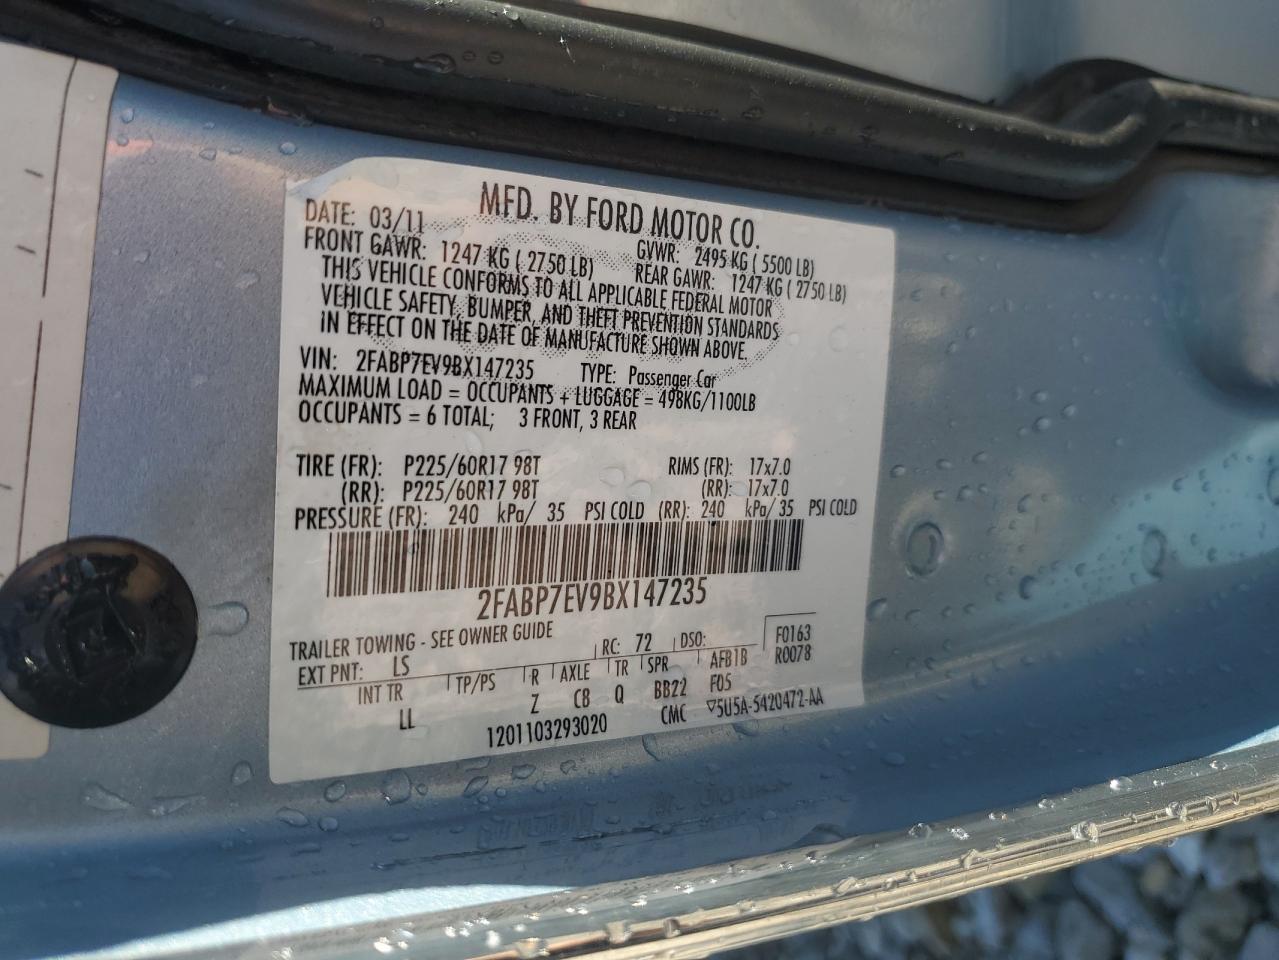 MFD. BY FORD MOTOR CO.
DATE: 03/11 GVWR: 2495 KG ( 5500 LB)
FRONT GAWR: 1247 KG ( 2750 LB) REAR GAWR: 1247 KG ( 2750 LB)
THIS VEHICLE CONFORMS TO ALL APPLICABLE FEDERAL MOTOR
VEHICLE SAFETY, BUMPER, AND THEFT PREVENTION STANDARDS
IN EFFECT ON THE DATE OF MANUFACTURE SHOWN ABOVE.
VIN: 2FABP7EV9BX147235 TYPE: Passenger Car
MAXIMUM LOAD = OCCUPANTS + LUGGAGE = 498KG/1100LB
OCCUPANTS = 6 TOTAL; 3 FRONT, 3 REAR
TIRE (FR): P225/60R17 98T RIMS (FR): 17x7.0
(RR): P225/60R17 98T (RR): 17x7.0
PRESSURE (FR): 240 kPa/ 35 PSI COLD (RR): 240 kPa/ 35 PSI COLD
2FABP7EV9BX147235
TRAILER TOWING - SEE OWNER GUIDE
EXT PNT: LS RC: 72 DSO: F0163
R0078
INT TR TP/PS R AXLE TR SPR AFB1B
LL Z C8 Q BB22 F05
1201103293020 CMC ▽5U5A-5420472-AA